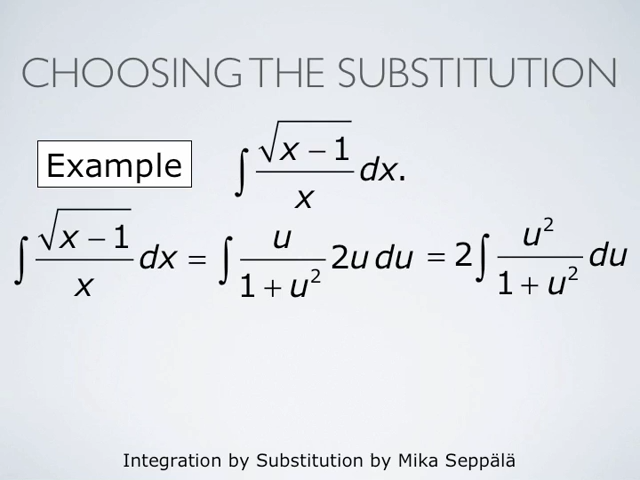 CHOOSING THE SUBSTITUTION
Example ∫ √(x − 1) / x dx.
∫ √(x − 1) / x dx = ∫ u / (1 + u²) 2u du = 2 ∫ u² / (1 + u²) du
Integration by Substitution by Mika Seppälä